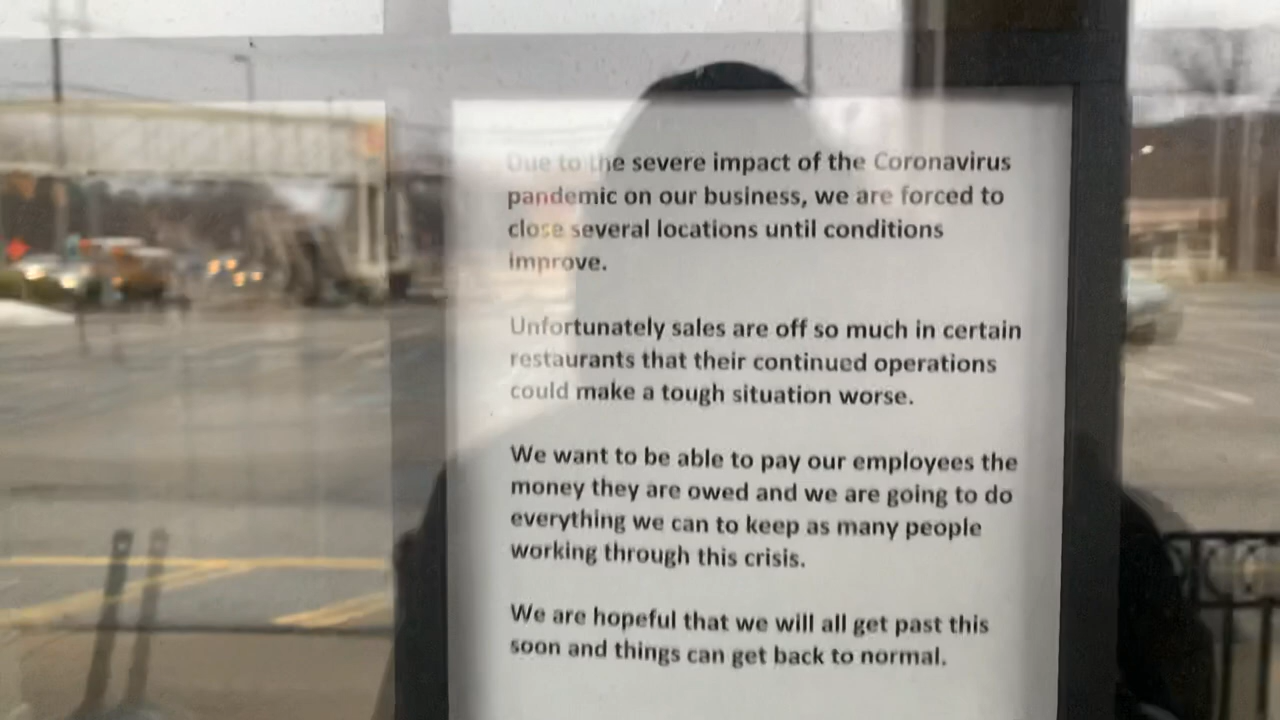 Due to the severe impact of the Coronavirus
pandemic on our business, we are forced to
close several locations until conditions
improve.
Unfortunately sales are off so much in certain
restaurants that their continued operations
could make a tough situation worse.
We want to be able to pay our employees the
money they are owed and we are going to do
everything we can to keep as many people
working through this crisis.
We are hopeful that we will all get past this
soon and things can get back to normal.